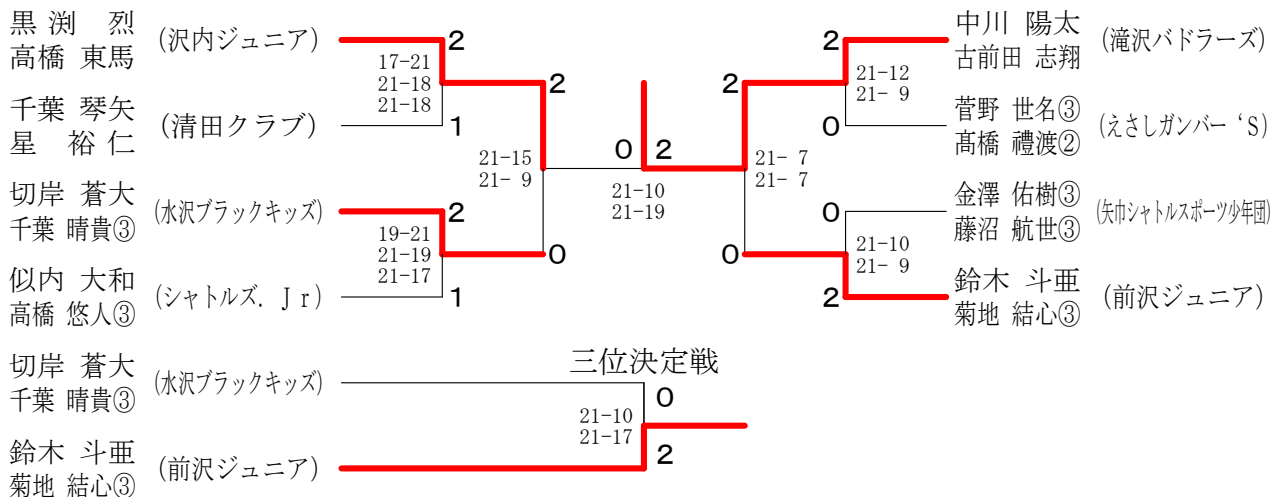 黒 渕 烈
高橋 東馬
(沢内ジュニア)
2
17-21
21-18
21-18
千葉 琴矢
星 裕 仁
(清田クラブ)
1
2
21-15
21- 9
切岸 蒼大
千葉 晴貴③
(水沢ブラックキッズ)
2
19-21
21-19
21-17
0
似内 大和
高橋 悠人③
(シャトルズ. Jr)
1
0 2
21-10
21-19
中川 陽太
古前田 志翔
(滝沢バドラーズ)
2
21-12
21- 9
菅野 世名③
髙橋 禮渡②
(えさしガンバー‘S)
0
2
21- 7
21- 7
金澤 佑樹③
藤沼 航世③
(矢巾シャトルスポーツ少年団)
0
21-10
21- 9
0
鈴木 斗亜
菊地 結心③
(前沢ジュニア)
2
三位決定戦
切岸 蒼大
千葉 晴貴③
(水沢ブラックキッズ)
0
21-10
21-17
鈴木 斗亜
菊地 結心③
(前沢ジュニア)
2